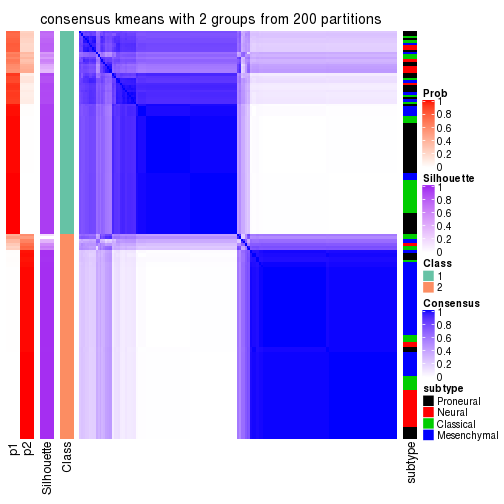 consensus kmeans with 2 groups from 200 partitions
Prob
1
0.8
0.6
0.4
0.2
0
Silhouette
1
0.8
0.6
0.4
0.2
0
Class
1
2
Consensus
1
0.8
0.6
0.4
0.2
0
subtype
Proneural
Neural
Classical
Mesenchymal
p1
p2
Silhouette
Class
subtype